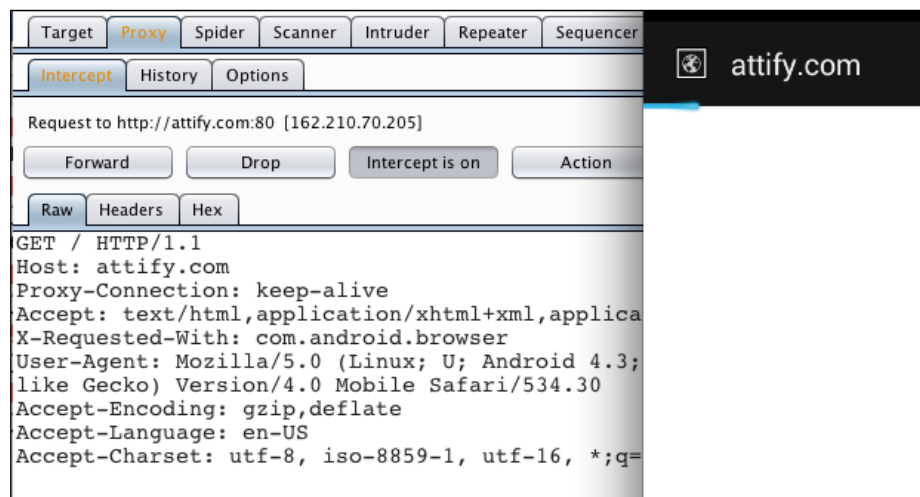 Target Proxy Spider Scanner Intruder Repeater Sequencer
Intercept History Options
Request to http://attify.com:80 [162.210.70.205]
Forward Drop Intercept is on Action
Raw Headers Hex
GET / HTTP/1.1
Host: attify.com
Proxy-Connection: keep-alive
Accept: text/html,application/xhtml+xml,applica
X-Requested-With: com.android.browser
User-Agent: Mozilla/5.0 (Linux; U; Android 4.3;
like Gecko) Version/4.0 Mobile Safari/534.30
Accept-Encoding: gzip,deflate
Accept-Language: en-US
Accept-Charset: utf-8, iso-8859-1, utf-16, *;q=
attify.com